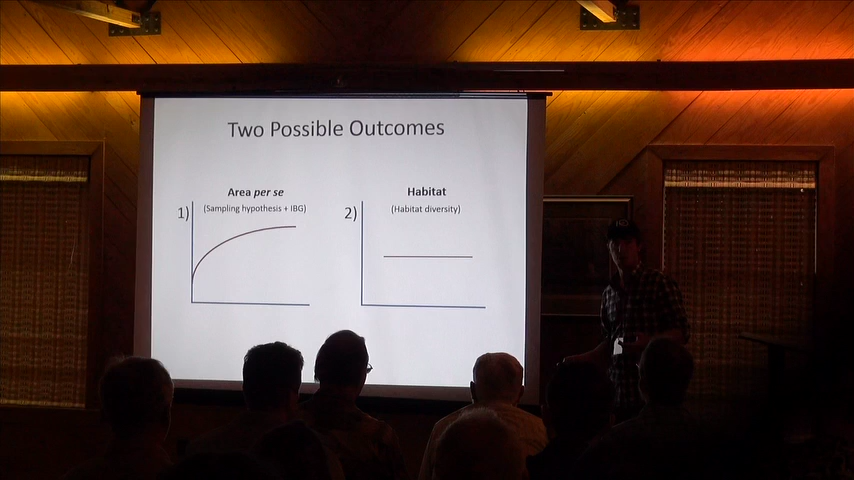 Two Possible Outcomes
Area per se
(Sampling hypothesis + IBG)
1)
Habitat
(Habitat diversity)
2)